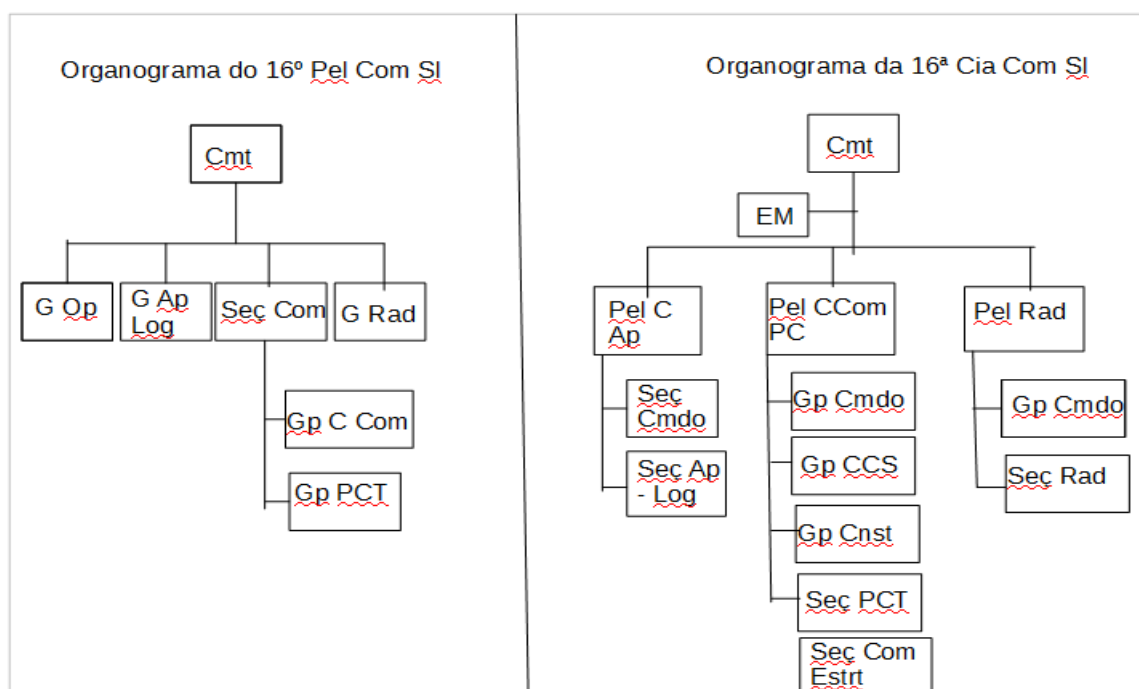 Organograma do 16º Pel Com Sl
Cmt
G Op
G Ap
Log
Seç Com
G Rad
Gp C Com
Gp PCT
Organograma da 16ª Cia Com Sl
Cmt
EM
Pel C
Ap
Seç
Cmdo
Seç Ap
- Log
Pel CCom
PC
Gp Cmdo
Gp CCS
Gp Cnst
Seç PCT
Seç Com
Estrt
Pel Rad
Gp Cmdo
Seç Rad